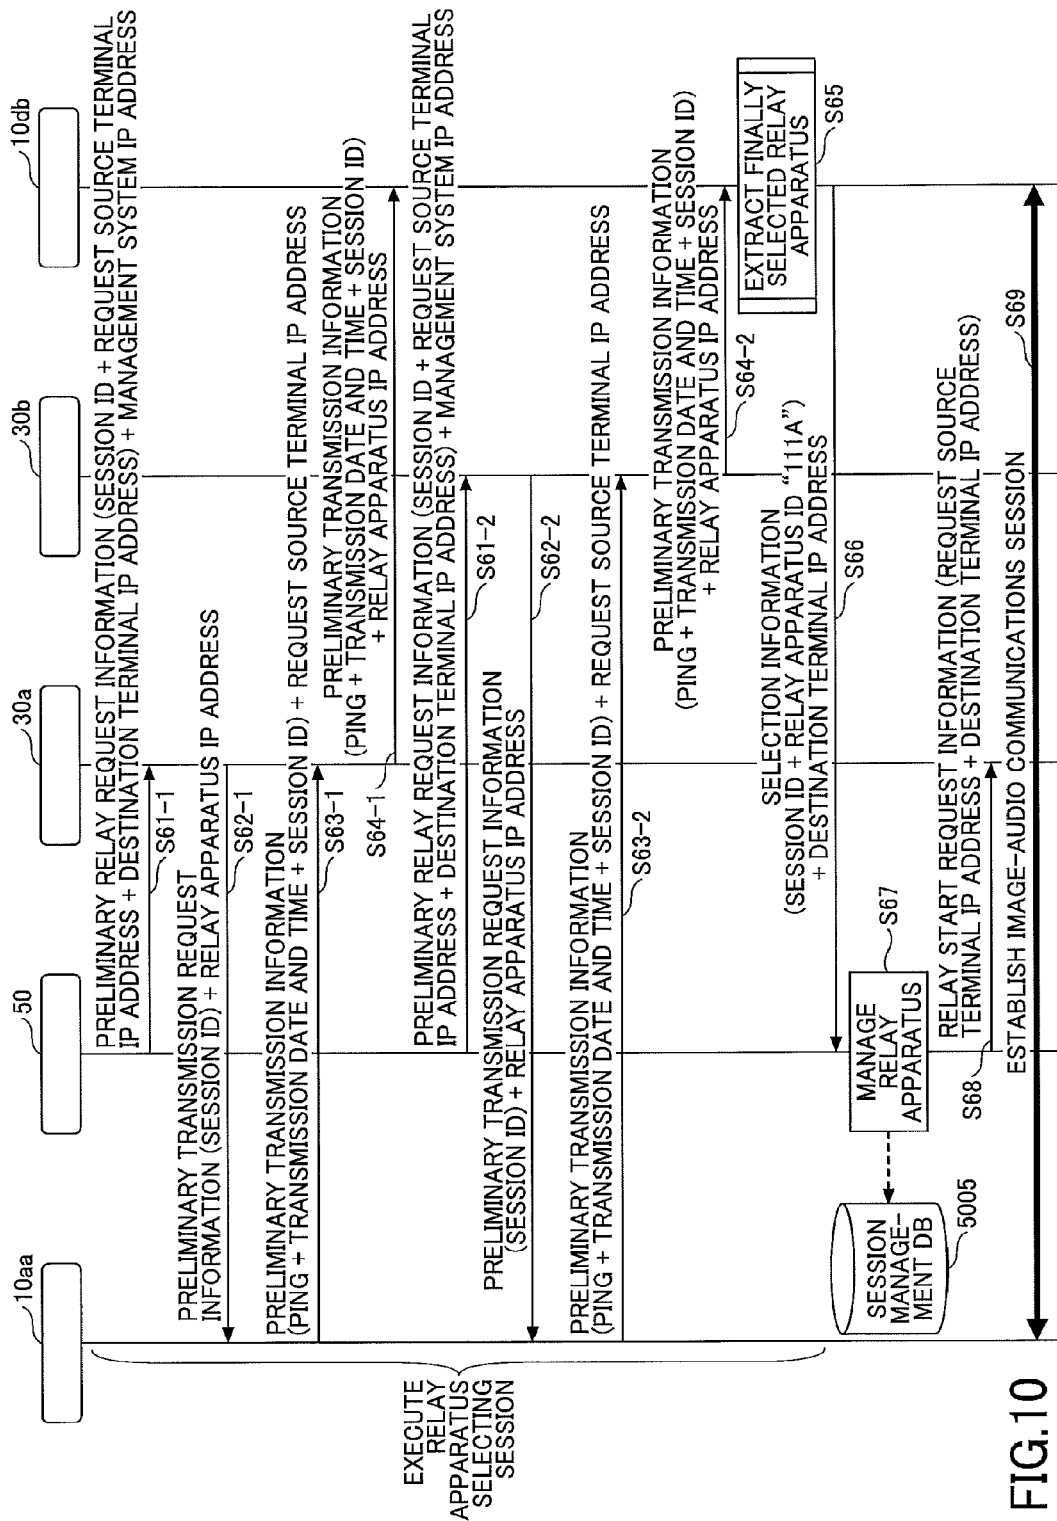 10aa
50
30a
30b
10db
PRELIMINARY RELAY REQUEST INFORMATION (SESSION ID + REQUEST SOURCE TERMINAL
IP ADDRESS + DESTINATION TERMINAL IP ADDRESS) + MANAGEMENT SYSTEM IP ADDRESS
S61-1
PRELIMINARY TRANSMISSION REQUEST
INFORMATION (SESSION ID) + RELAY APPARATUS IP ADDRESS
S62-1
PRELIMINARY TRANSMISSION INFORMATION
(PING + TRANSMISSION DATE AND TIME + SESSION ID) + REQUEST SOURCE TERMINAL IP ADDRESS
S63-1
PRELIMINARY TRANSMISSION INFORMATION
(PING + TRANSMISSION DATE AND TIME + SESSION ID)
+ RELAY APPARATUS IP ADDRESS
S64-1
PRELIMINARY RELAY REQUEST INFORMATION (SESSION ID + REQUEST SOURCE TERMINAL
IP ADDRESS + DESTINATION TERMINAL IP ADDRESS) + MANAGEMENT SYSTEM IP ADDRESS
S61-2
PRELIMINARY TRANSMISSION REQUEST INFORMATION
(SESSION ID) + RELAY APPARATUS IP ADDRESS
S62-2
PRELIMINARY TRANSMISSION INFORMATION
(PING + TRANSMISSION DATE AND TIME + SESSION ID) + REQUEST SOURCE TERMINAL IP ADDRESS
S63-2
PRELIMINARY TRANSMISSION INFORMATION
(PING + TRANSMISSION DATE AND TIME + SESSION ID)
+ RELAY APPARATUS IP ADDRESS
S64-2
EXECUTE
RELAY
APPARATUS
SELECTING
SESSION
EXTRACT FINALLY
SELECTED RELAY
APPARATUS
S65
SELECTION INFORMATION
(SESSION ID + RELAY APPARATUS ID “111A”)
+ DESTINATION TERMINAL IP ADDRESS
S66
MANAGE
RELAY
APPARATUS
S67
SESSION
MANAGE-
MENT DB
5005
RELAY START REQUEST INFORMATION (REQUEST SOURCE
TERMINAL IP ADDRESS + DESTINATION TERMINAL IP ADDRESS)
S68
ESTABLISH IMAGE-AUDIO COMMUNICATIONS SESSION
S69
FIG.10